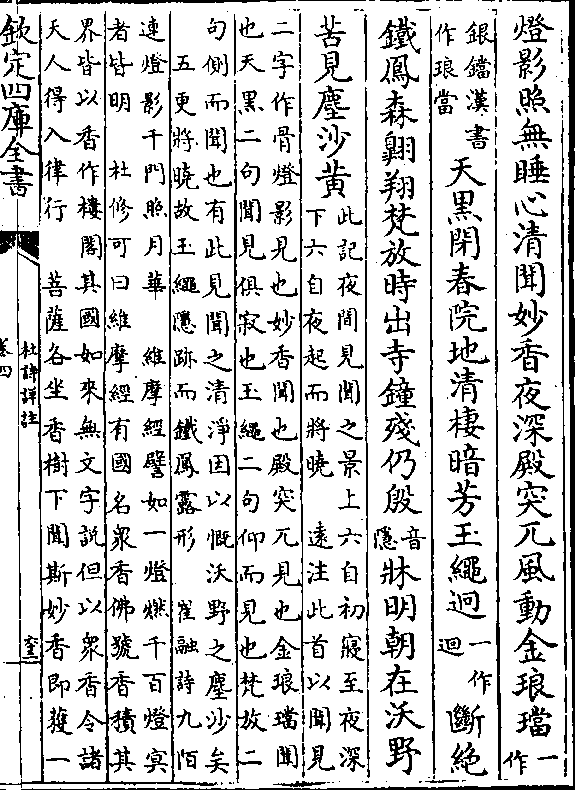 燈影照無睡心清聞妙香夜深殿突兀風動金琅璫一作
銀鐺漢書
作琅當
天黑閉春院地清棲暗芳玉繩迥一作迴斷絕
鐵鳳森翺翔梵放時出寺鐘殘仍殷音隱牀明朝在沃野
苦見塵沙黃
此記夜間見聞之景上六自初寢至夜深
下六自夜起而將曉 遠注此首以聞見
二字作骨燈影見也妙香聞也殿突兀見也金琅璫聞
也天黑二句聞見俱寂也玉繩二句仰而見也梵放二
句側而聞也有此見聞之清淨因以慨沃野之塵沙矣
五更將曉故玉繩隱跡而鐵鳳露形 崔融詩九陌
連燈影千門照月華 維摩經譬如一燈燃千百燈冥
者皆明 杜修可曰維摩經有國名衆香佛號香積其
界皆以香作樓閣其國如來無文字說但以衆香令諸
天人得入律行 菩薩各坐香樹下聞斯妙香即獲一
欽定四庫全書
杜詩詳註
卷四